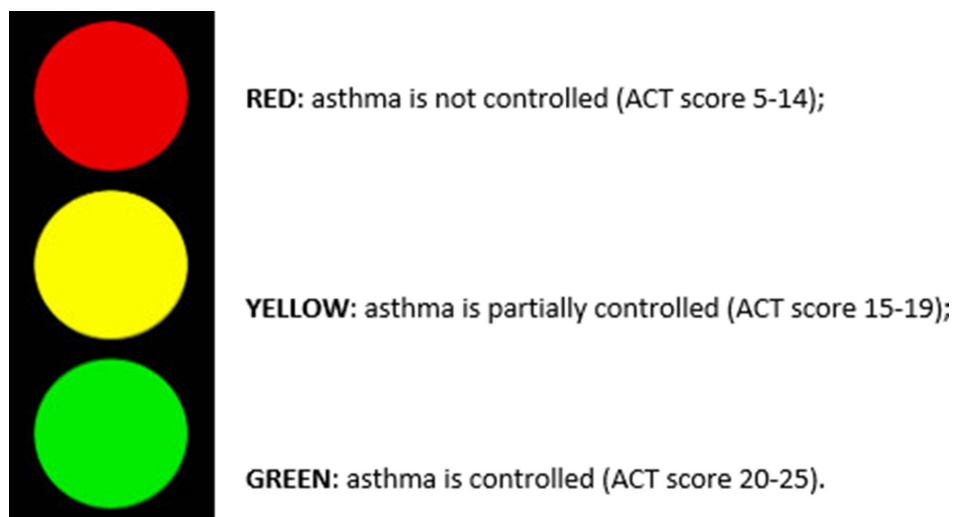 RED: asthma is not controlled (ACT score 5-14);
YELLOW: asthma is partially controlled (ACT score 15-19);
GREEN: asthma is controlled (ACT score 20-25).